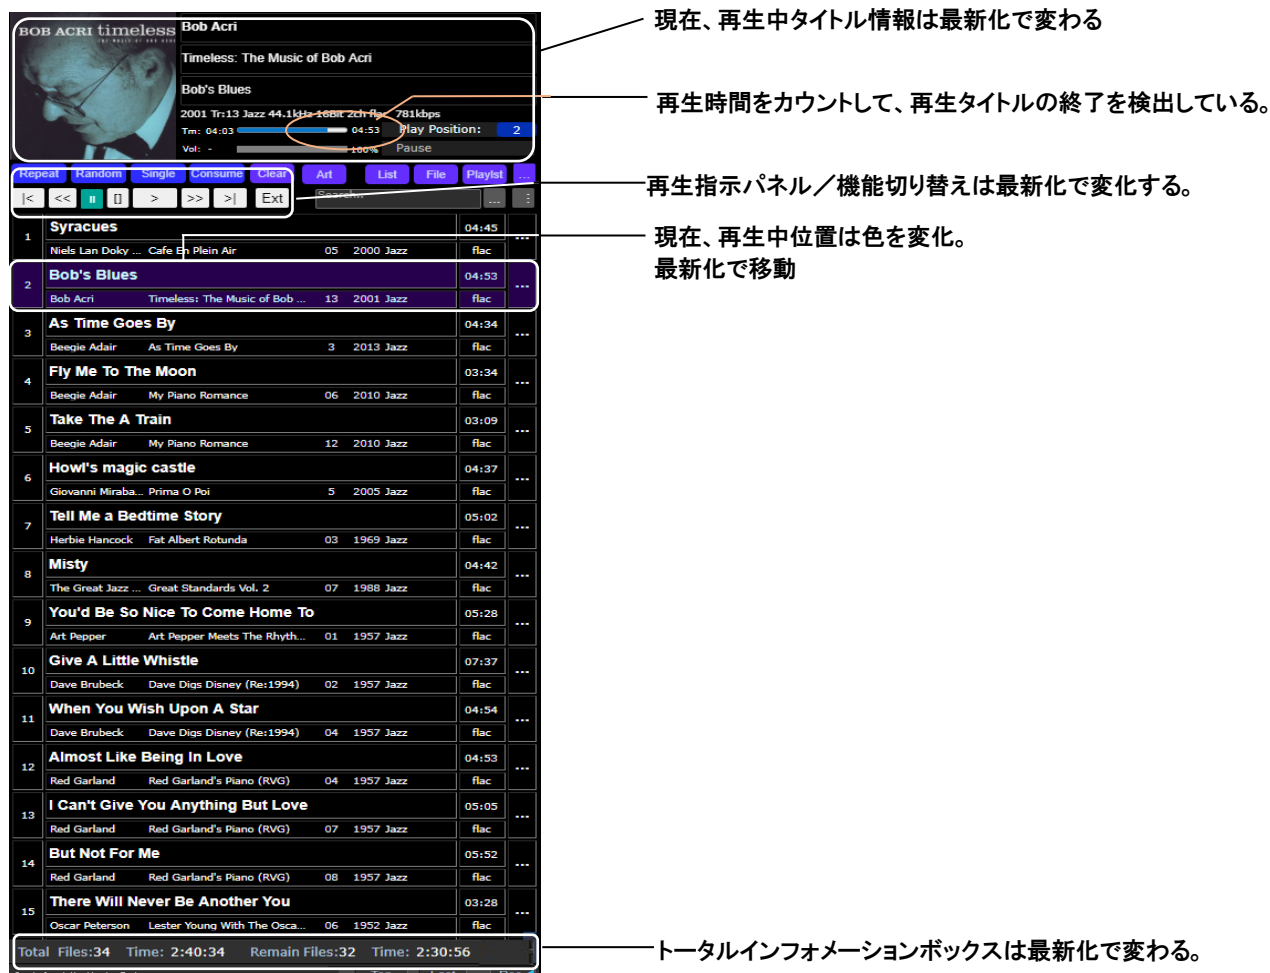 BOB ACRI timeless
Bob Acri
Timeless: The Music of Bob Acri
Bob's Blues
2001 Tr:13 Jazz 44.1kHz 16Bit 2ch flac 781kbps
Tm: 04:03 04:53 Play Position: 2
Vol: - 100% Pause
Repeat Random Single Consume Clear Art List File Playlst ...
|< << II [] > >> >| Ext Search... ... :
1 Syracues 04:45 ...
Niels Lan Doky ... Cafe En Plein Air 05 2000 Jazz flac
2 Bob's Blues 04:53 ...
Bob Acri Timeless: The Music of Bob ... 13 2001 Jazz flac
3 As Time Goes By 04:34 ...
Beegie Adair As Time Goes By 3 2013 Jazz flac
4 Fly Me To The Moon 03:34 ...
Beegie Adair My Piano Romance 06 2010 Jazz flac
5 Take The A Train 03:09 ...
Beegie Adair My Piano Romance 12 2010 Jazz flac
6 Howl's magic castle 04:37 ...
Giovanni Miraba... Prima O Poi 5 2005 Jazz flac
7 Tell Me a Bedtime Story 05:02 ...
Herbie Hancock Fat Albert Rotunda 03 1969 Jazz flac
8 Misty 04:42 ...
The Great Jazz ... Great Standards Vol. 2 07 1988 Jazz flac
9 You'd Be So Nice To Come Home To 05:28 ...
Art Pepper Art Pepper Meets The Rhyth... 01 1957 Jazz flac
10 Give A Little Whistle 07:37 ...
Dave Brubeck Dave Digs Disney (Re:1994) 02 1957 Jazz flac
11 When You Wish Upon A Star 04:54 ...
Dave Brubeck Dave Digs Disney (Re:1994) 04 1957 Jazz flac
12 Almost Like Being In Love 04:53 ...
Red Garland Red Garland's Piano (RVG) 04 1957 Jazz flac
13 I Can't Give You Anything But Love 05:05 ...
Red Garland Red Garland's Piano (RVG) 07 1957 Jazz flac
14 But Not For Me 05:52 ...
Red Garland Red Garland's Piano (RVG) 08 1957 Jazz flac
15 There Will Never Be Another You 03:28 ...
Oscar Peterson Lester Young With The Osca... 06 1952 Jazz flac
Total Files:34 Time: 2:40:34 Remain Files:32 Time: 2:30:56
現在、再生中タイトル情報は最新化で変わる
再生時間をカウントして、再生タイトルの終了を検出している。
再生指示パネル／機能切り替えは最新化で変化する。
現在、再生中位置は色を変化。
最新化で移動
トータルインフォメーションボックスは最新化で変わる。